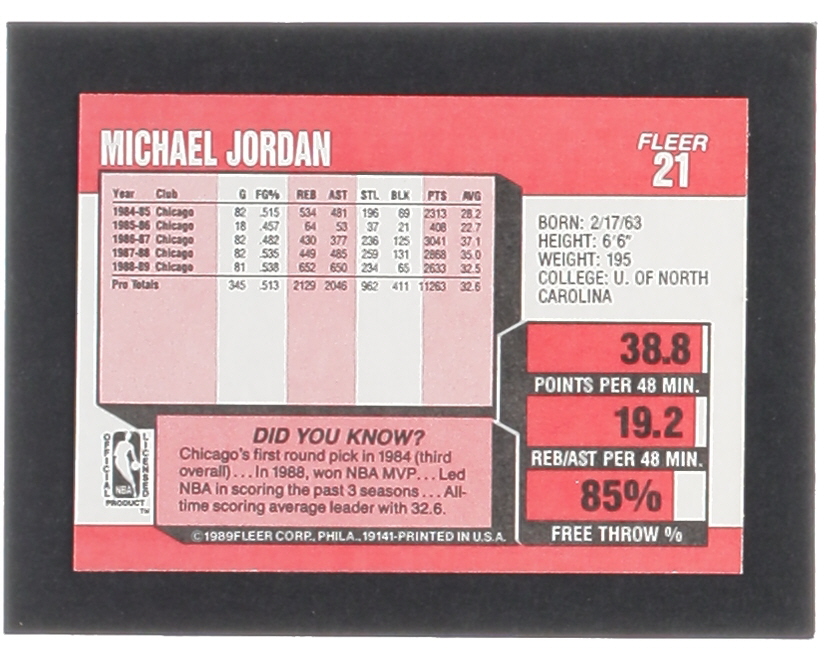 MICHAEL JORDAN
FLEER
21
Year Club G FG% REB AST STL BLK PTS AVG
1984-85 Chicago 82 .515 534 481 196 69 2313 28.2
1985-86 Chicago 18 .457 64 53 37 21 408 22.7
1986-87 Chicago 82 .482 430 377 236 125 3041 37.1
1987-88 Chicago 82 .535 449 485 259 131 2868 35.0
1988-89 Chicago 81 .538 652 650 234 65 2633 32.5
Pro Totals 345 .513 2129 2046 962 411 11263 32.6
BORN: 2/17/63
HEIGHT: 6'6"
WEIGHT: 195
COLLEGE: U. OF NORTH
CAROLINA
38.8
POINTS PER 48 MIN.
19.2
REB/AST PER 48 MIN.
85%
FREE THROW %
OFFICIAL
LICENSED
NBA
PRODUCT
TM
DID YOU KNOW?
Chicago's first round pick in 1984 (third
overall)... In 1988, won NBA MVP... Led
NBA in scoring the past 3 seasons... All-
time scoring average leader with 32.6.
©1989 FLEER CORP., PHILA., 19141-PRINTED IN U.S.A.